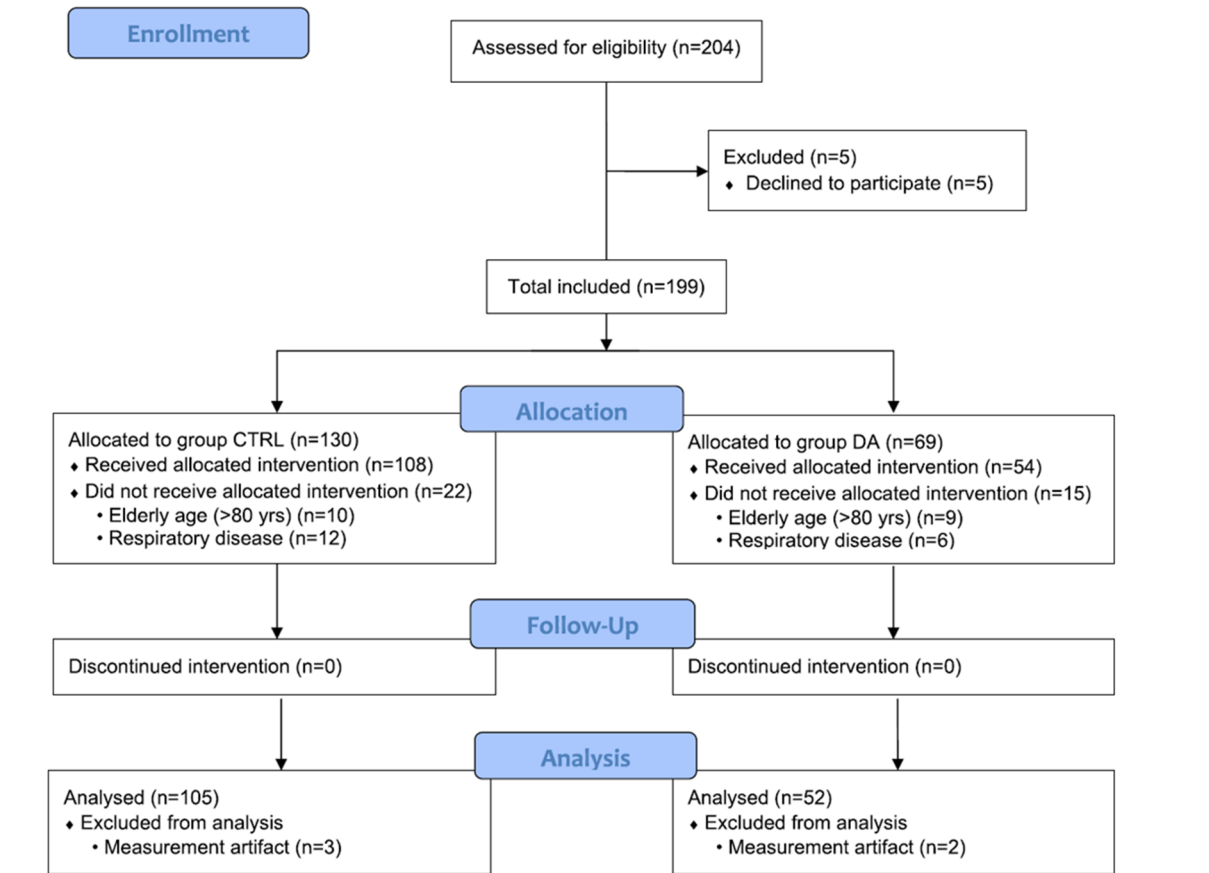 Enrollment
Assessed for eligibility (n=204)
Excluded (n=5)
♦ Declined to participate (n=5)
Total included (n=199)
Allocation
Allocated to group CTRL (n=130)
♦ Received allocated intervention (n=108)
♦ Did not receive allocated intervention (n=22)
• Elderly age (>80 yrs) (n=10)
• Respiratory disease (n=12)
Allocated to group DA (n=69)
♦ Received allocated intervention (n=54)
♦ Did not receive allocated intervention (n=15)
• Elderly age (>80 yrs) (n=9)
• Respiratory disease (n=6)
Follow-Up
Discontinued intervention (n=0)
Discontinued intervention (n=0)
Analysis
Analysed (n=105)
♦ Excluded from analysis
• Measurement artifact (n=3)
Analysed (n=52)
♦ Excluded from analysis
• Measurement artifact (n=2)